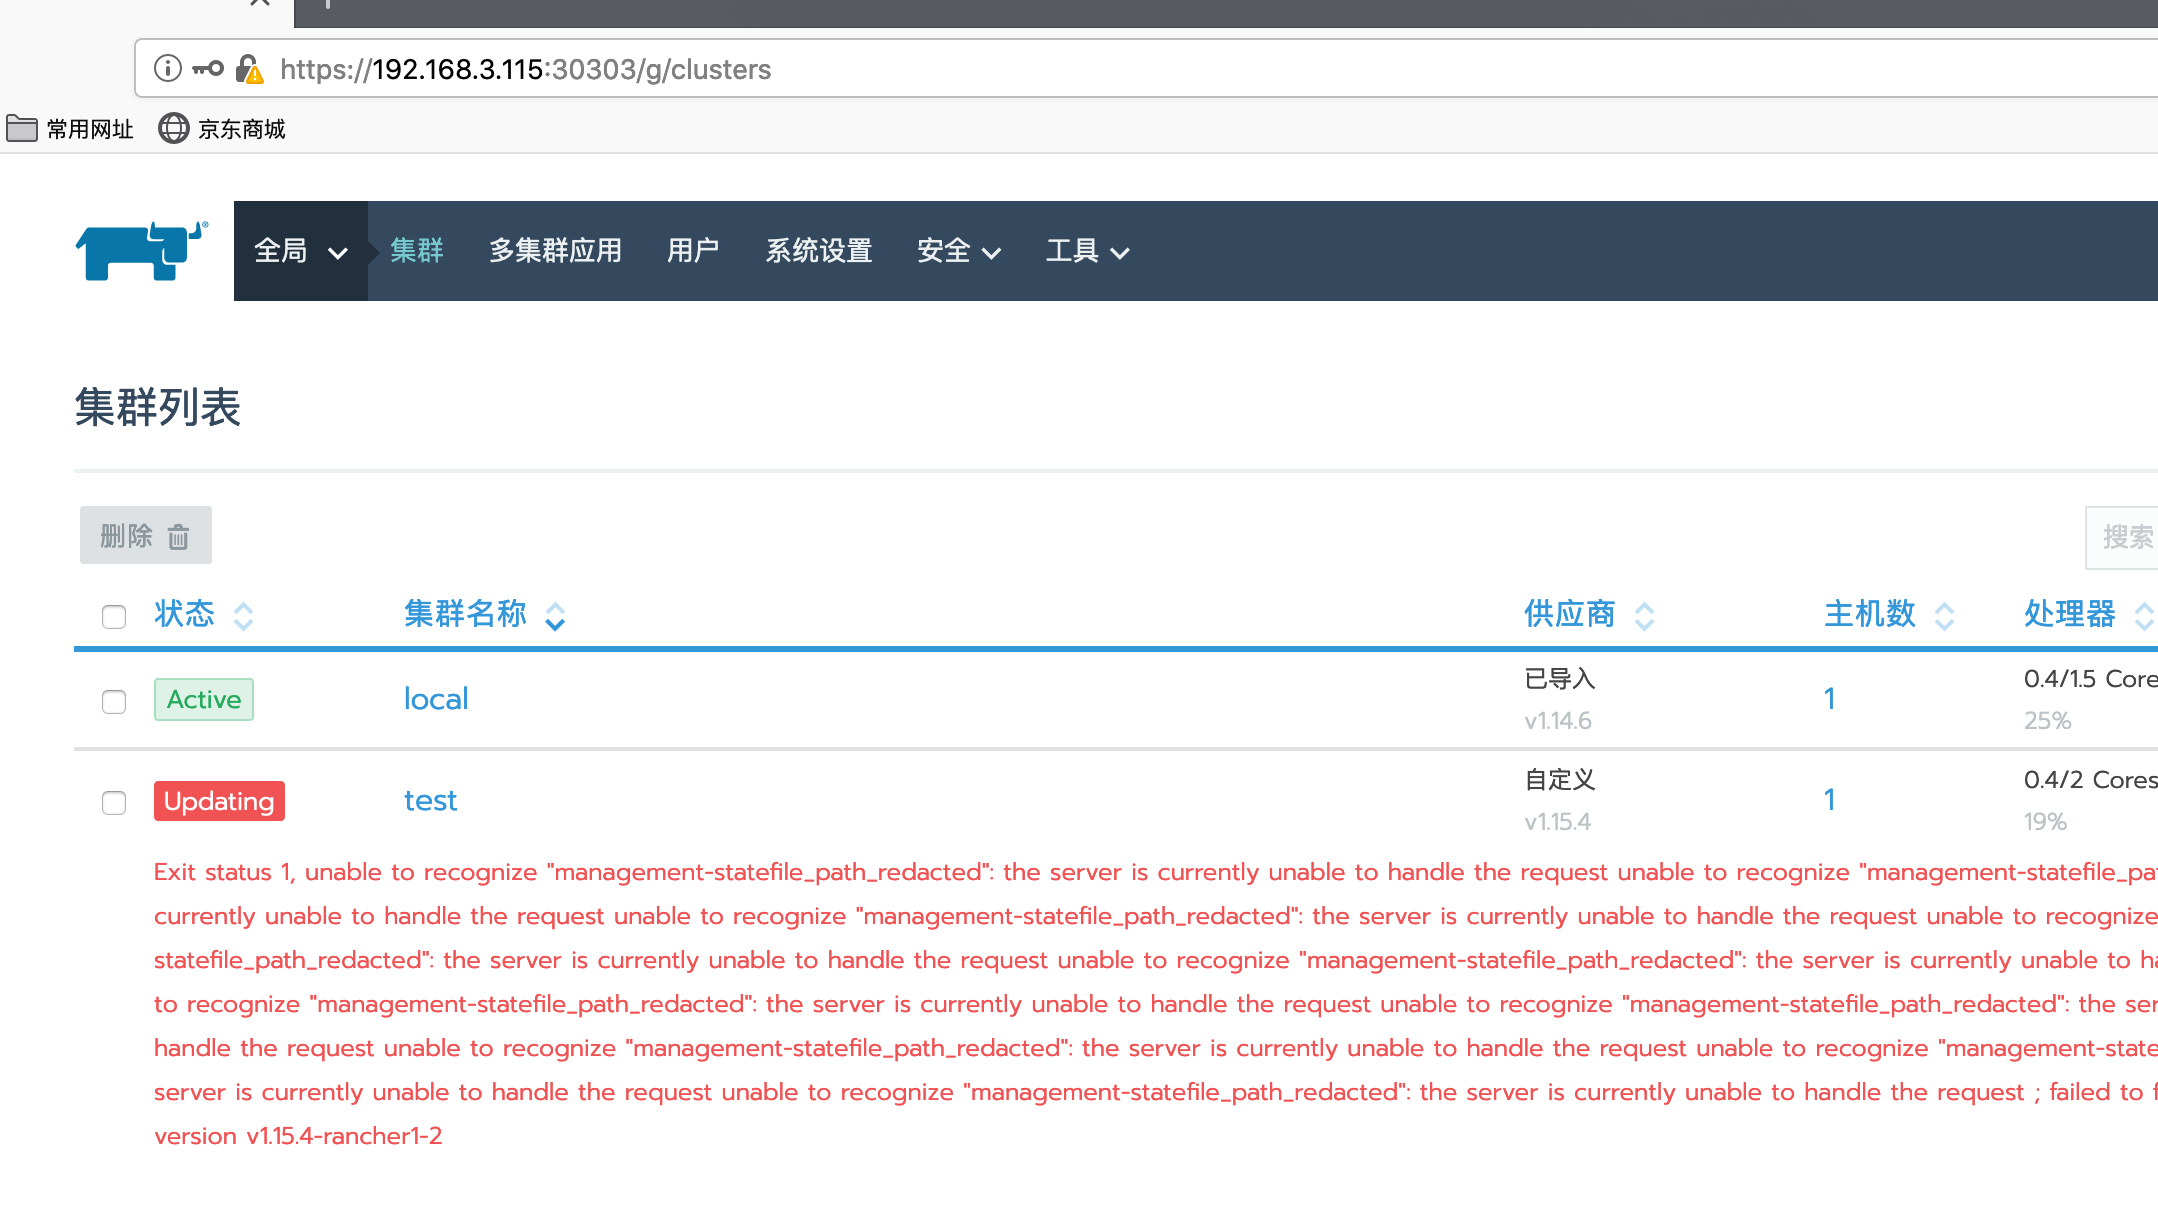 https://192.168.3.115:30303/g/clusters
常用网址 京东商城
全局 集群 多集群应用 用户 系统设置 安全 工具
集群列表
删除 搜索
状态 集群名称 供应商 主机数 处理器
Active local 已导入 1 0.4/1.5 Core
v1.14.6 25%
Updating test 自定义 1 0.4/2 Cores
v1.15.4 19%
Exit status 1, unable to recognize "management-statefile_path_redacted": the server is currently unable to handle the request unable to recognize "management-statefile_pa
currently unable to handle the request unable to recognize "management-statefile_path_redacted": the server is currently unable to handle the request unable to recognize
statefile_path_redacted": the server is currently unable to handle the request unable to recognize "management-statefile_path_redacted": the server is currently unable to ha
to recognize "management-statefile_path_redacted": the server is currently unable to handle the request unable to recognize "management-statefile_path_redacted": the ser
handle the request unable to recognize "management-statefile_path_redacted": the server is currently unable to handle the request unable to recognize "management-state
server is currently unable to handle the request unable to recognize "management-statefile_path_redacted": the server is currently unable to handle the request ; failed to f
version v1.15.4-rancher1-2